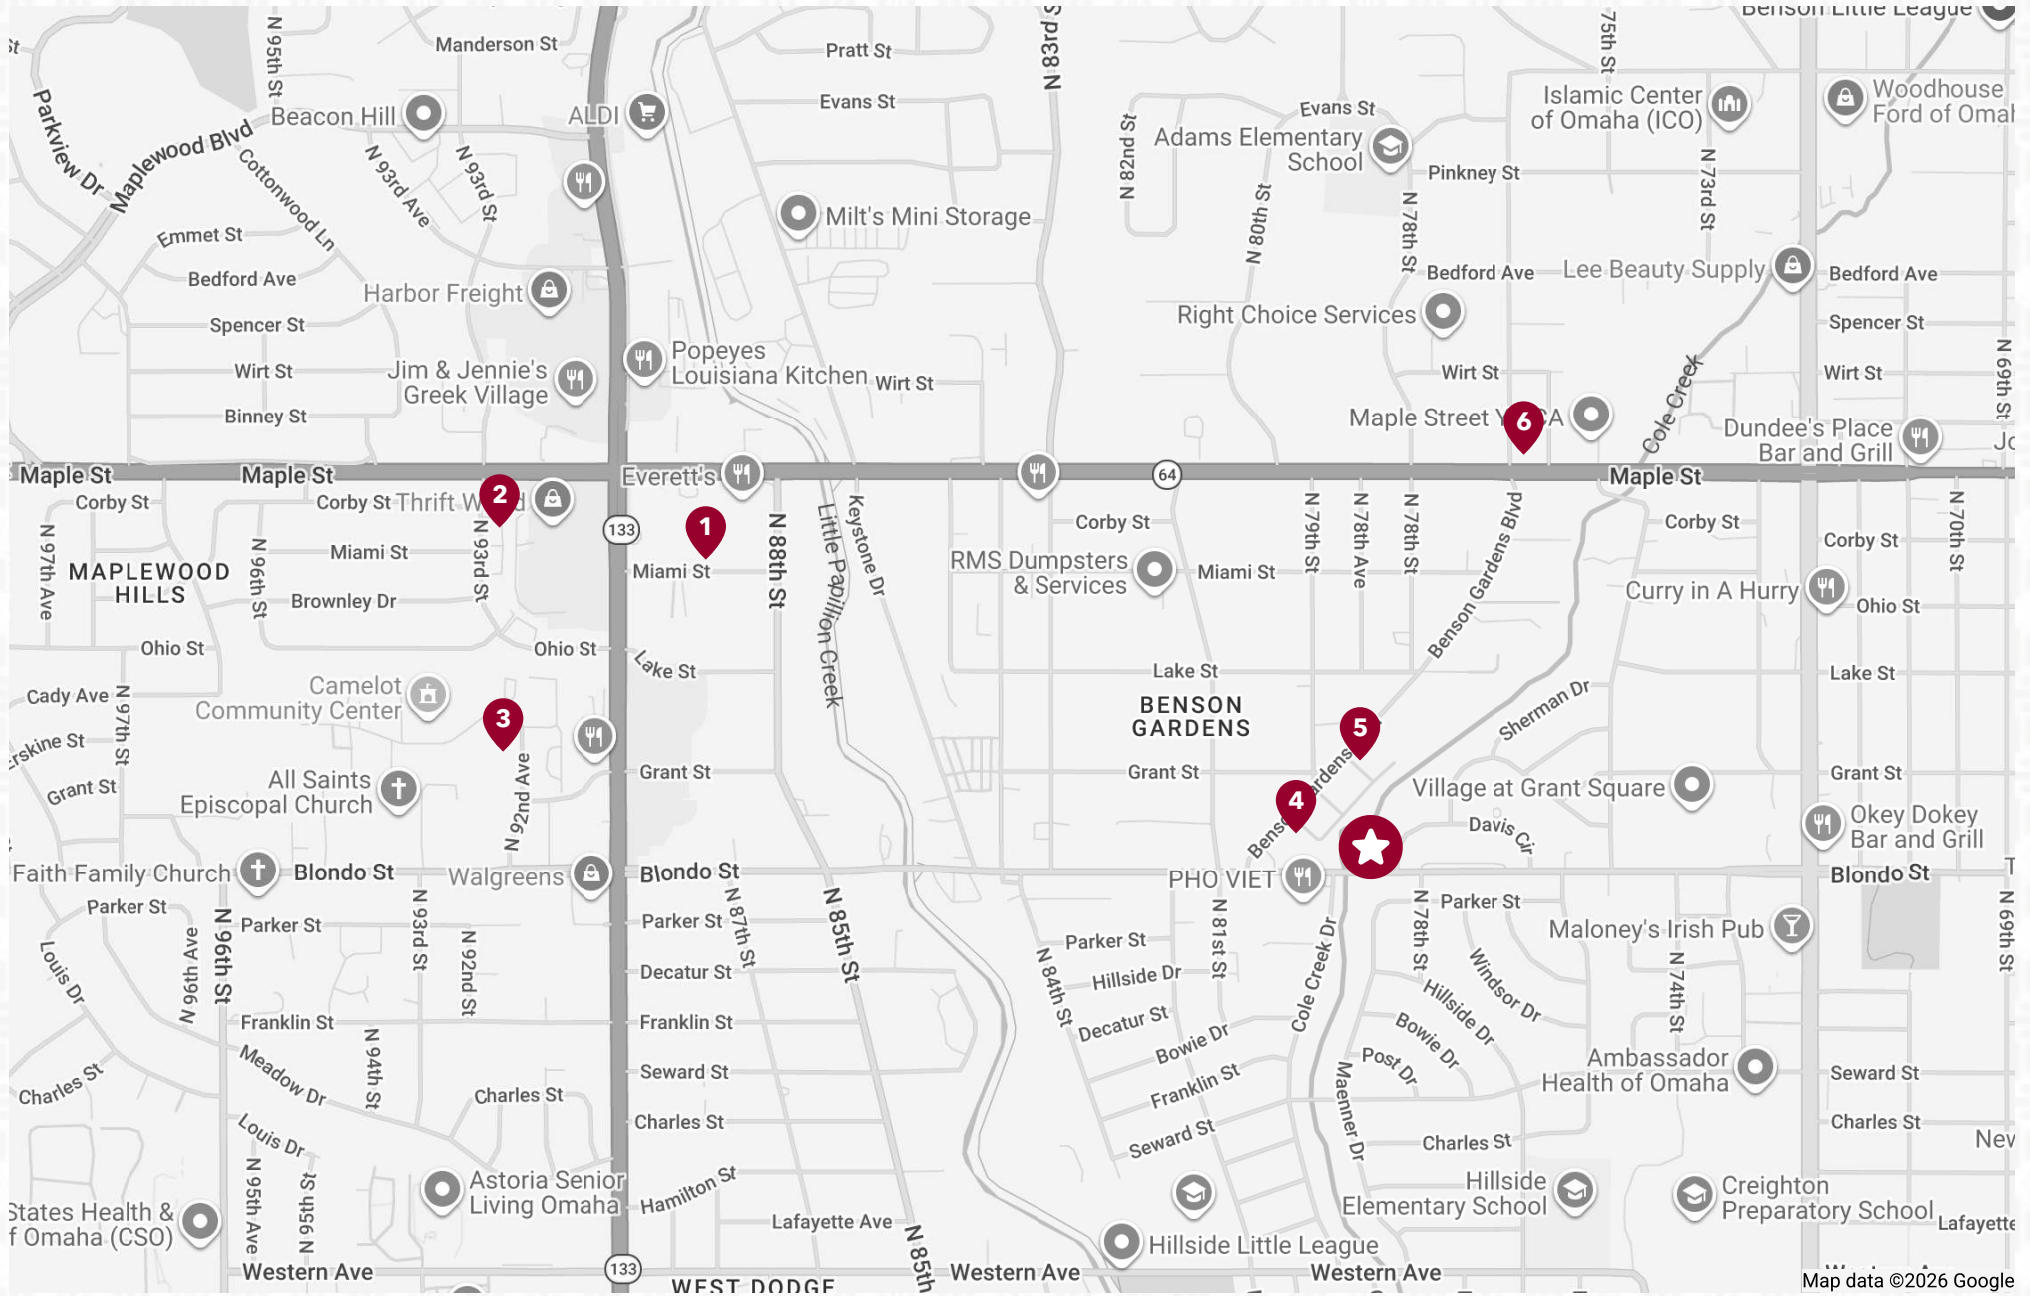 Benson Little League
St
N 95th St
Manderson St
Pratt St
N 83rd S
75th St
Parkview Dr
Maplewood Blvd
Beacon Hill
ALDI
Evans St
Evans St
Islamic Center
of Omaha (ICO)
Woodhouse
Ford of Omah
N 82nd St
Adams Elementary
School
Cottonwood Ln
N 93rd Ave
N 93rd St
Pinkney St
N 73rd St
Milt's Mini Storage
N 80th St
N 78th St
Emmet St
Bedford Ave
Bedford Ave
Lee Beauty Supply
Bedford Ave
Harbor Freight
Right Choice Services
Spencer St
Spencer St
Popeyes
Louisiana Kitchen
Wirt St
Jim & Jennie's
Greek Village
Wirt St
Wirt St
Wirt St
N 69th St
Cole Creek
Binney St
Maple Street Y
CA
6
Dundee's Place
Bar and Grill
Jo
Maple St
Maple St
Everett's
64
Maple St
Corby St
Corby St
Thrift W
d
2
133
1
N 88th St
Little Papillion Creek
Keystone Dr
Corby St
N 79th St
N 78th Ave
N 78th St
Benson Gardens Blvd
Corby St
Corby St
N 70th St
N 97th Ave
N 96th St
Miami St
N 93rd St
Miami St
RMS Dumpsters
& Services
Miami St
MAPLEWOOD
HILLS
Brownley Dr
Curry in A Hurry
Ohio St
Ohio St
Ohio St
Lake St
Lake St
Lake St
Cady Ave
N 97th St
Camelot
Community Center
3
BENSON
GARDENS
5
Sherman Dr
Erskine St
Grant St
Grant St
Grant St
Grant St
All Saints
Episcopal Church
N 92nd Ave
4
Benso
ardens
Village at Grant Square
Davis Cir
Okey Dokey
Bar and Grill
Faith Family Church
Blondo St
Walgreens
Blondo St
PHO VIET
Blondo St
T
Parker St
Parker St
N 96th Ave
N 96th St
N 93rd St
N 92nd St
Parker St
N 87th St
N 85th St
Parker St
N 81st St
Cole Creek Dr
N 78th St
Parker St
Maloney's Irish Pub
N 69th St
Louis Dr
Decatur St
N 84th St
Hillside Dr
Windsor Dr
Hillside Dr
N 74th St
Franklin St
Franklin St
Decatur St
Bowie Dr
Bowie Dr
Post Dr
Meadow Dr
N 94th St
Seward St
Franklin St
Maenner Dr
Ambassador
Health of Omaha
Seward St
Charles St
Charles St
Charles St
Seward St
Charles St
Charles St
New
Louis Dr
N 95th Ave
N 95th St
Astoria Senior
Living Omaha
Hamilton St
Hillside
Elementary School
Creighton
Preparatory School
States Health &
f Omaha (CSO)
Lafayette Ave
Lafayette
N 85th
Hillside Little League
Western Ave
133
WEST DODGE
Western Ave
Western Ave
Map data ©2026 Google